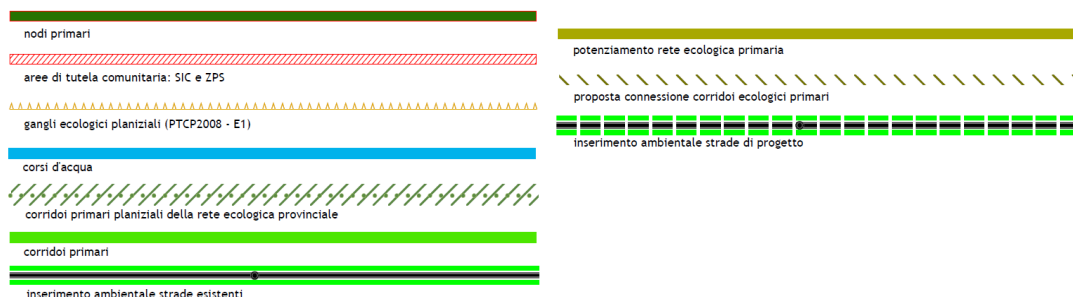 nodi primari
aree di tutela comunitaria: SIC e ZPS
gangli ecologici planiziali (PTCP2008 - E1)
corsi d'acqua
corridoi primari planiziali della rete ecologica provinciale
corridoi primari
inserimento ambientale strade esistenti
potenziamento rete ecologica primaria
proposta connessione corridoi ecologici primari
inserimento ambientale strade di progetto